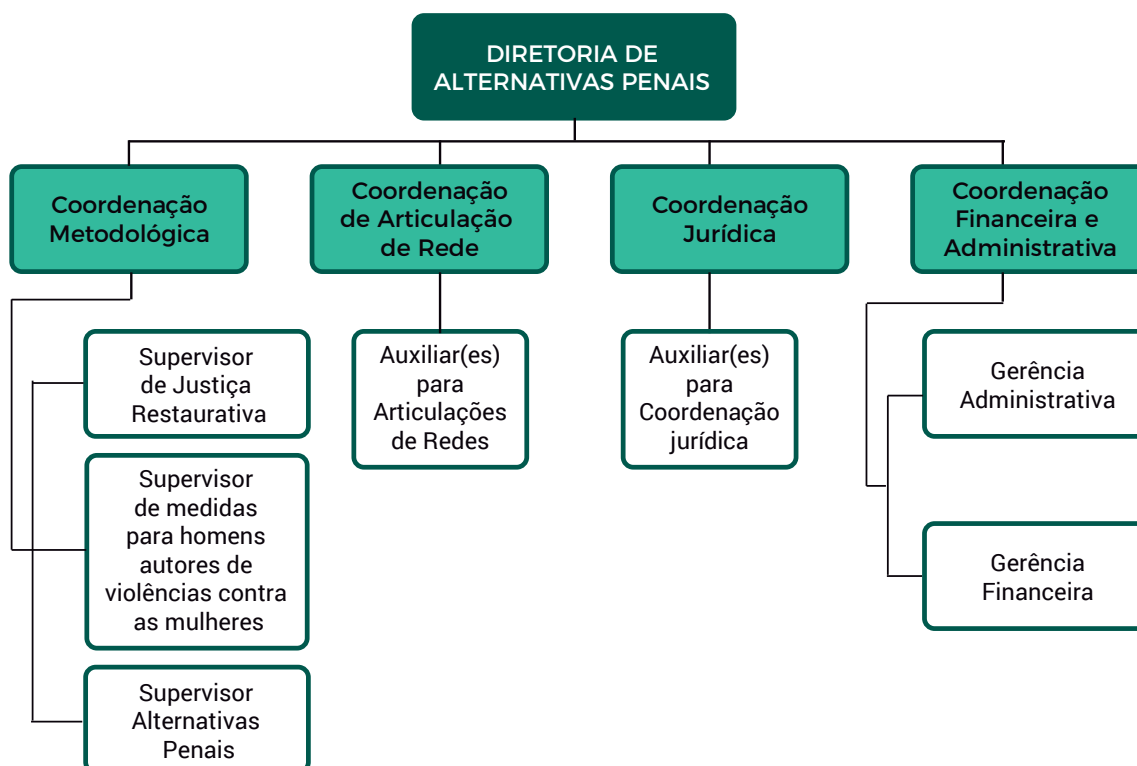 DIRETORIA DE
ALTERNATIVAS PENAIS
Coordenação
Metodológica
Coordenação
de Articulação
de Rede
Coordenação
Jurídica
Coordenação
Financeira e
Administrativa
Supervisor
de Justiça
Restaurativa
Supervisor
de medidas
para homens
autores de
violências contra
as mulheres
Supervisor
Alternativas
Penais
Auxiliar(es)
para
Articulações
de Redes
Auxiliar(es)
para
Coordenação
jurídica
Gerência
Administrativa
Gerência
Financeira